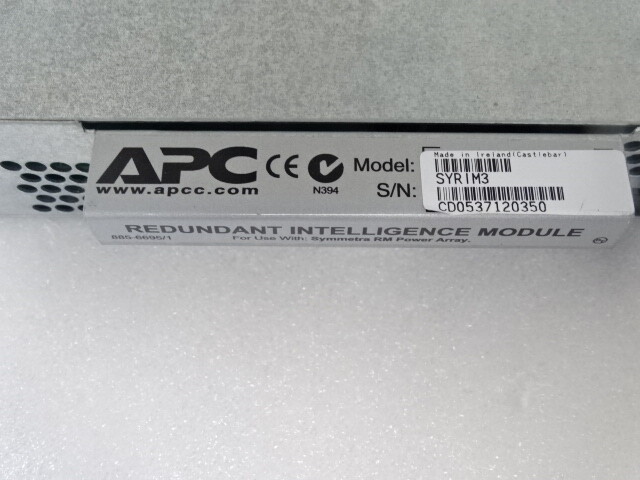 APC CE N394 Model:
www.apcc.com S/N:
Made in Ireland(Castlebar)
SYRIM3
CD0537120350
REDUNDANT INTELLIGENCE MODULE
885-6695/1 For Use With: Symmetra RM Power Array.